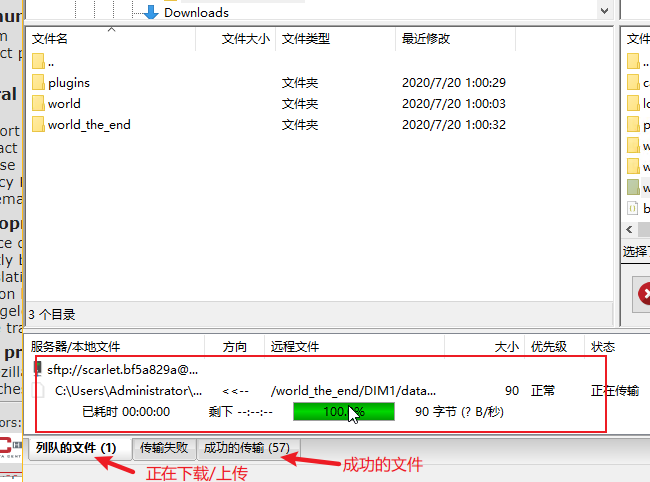 Downloads
文件名 文件大小 文件类型 最近修改
..
plugins 文件夹 2020/7/20 1:00:29
world 文件夹 2020/7/20 1:00:03
world_the_end 文件夹 2020/7/20 1:00:32
3 个目录
文件
..
选择了
服务器/本地文件 方向 远程文件 大小 优先级 状态
sftp://scarlet.bf5a829a@...
C:\Users\Administrator\... <<-- /world_the_end/DIM1/data... 90 正常 正在传输
已耗时 00:00:00 剩下 --:--:-- 90 字节 (? B/秒)
列队的文件 (1) 传输失败 成功的传输 (57)
正在下载/上传 成功的文件